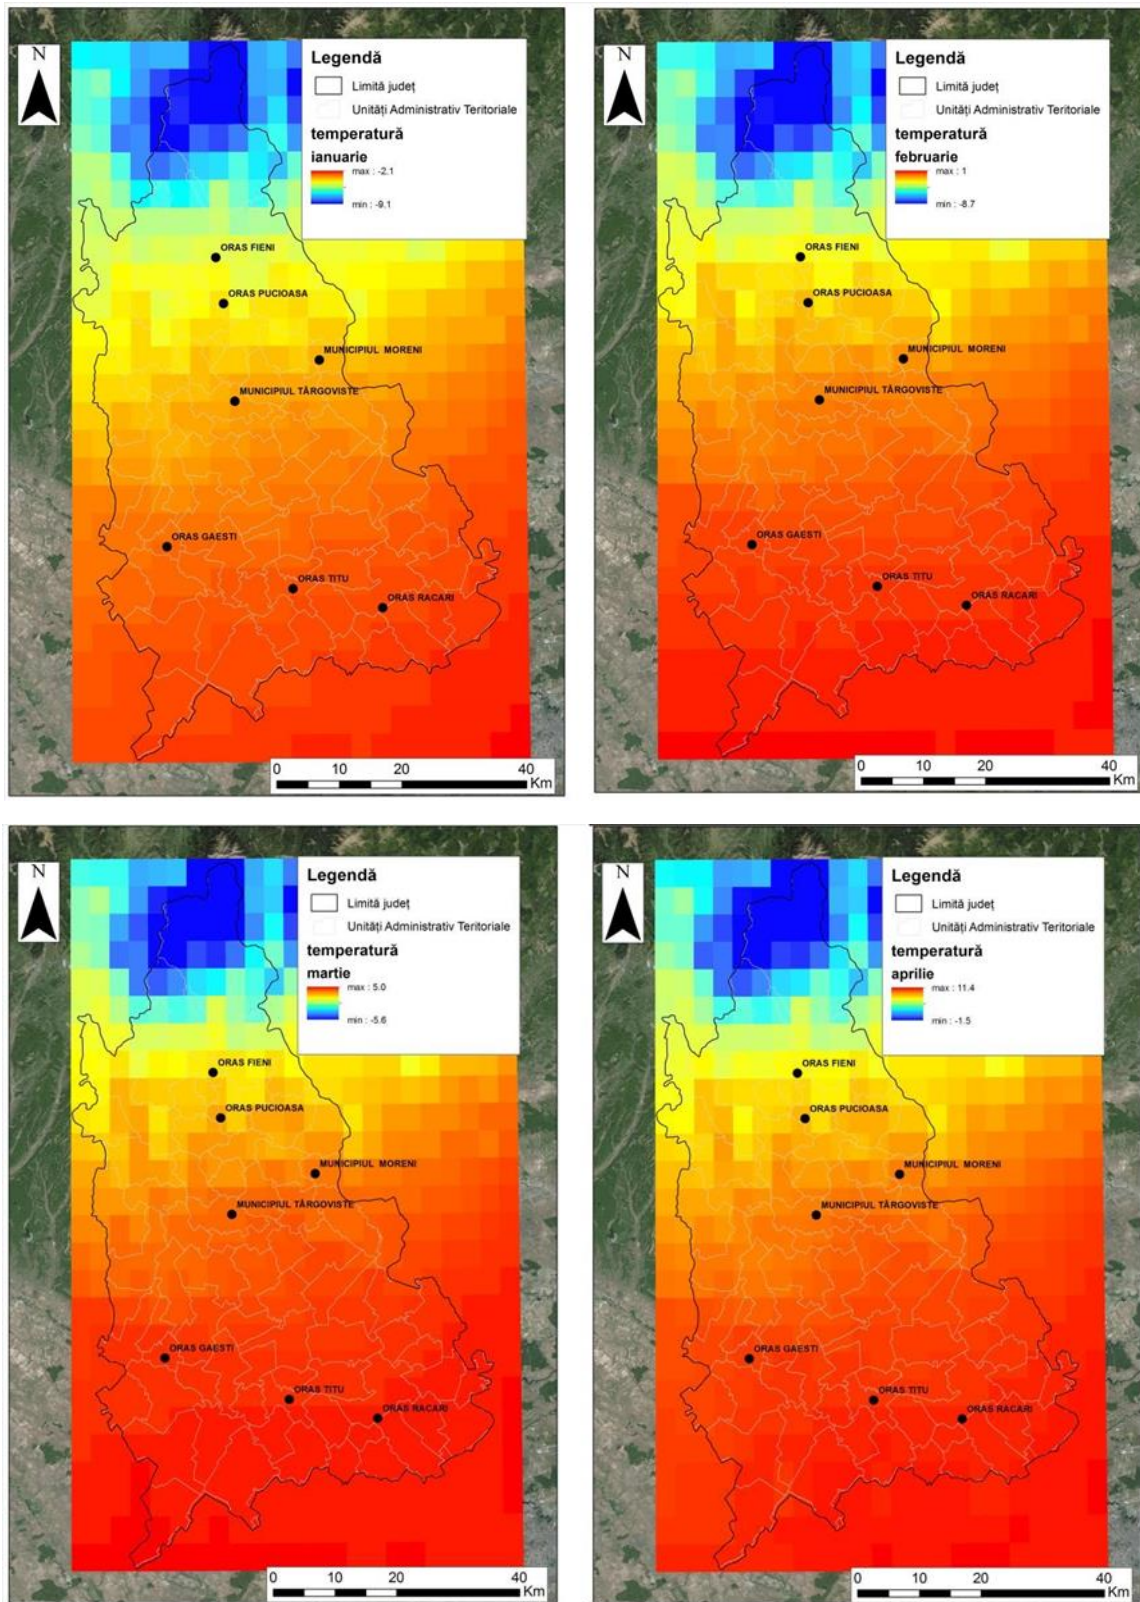 N
Legendă
Limită județ
Unități Administrativ Teritoriale
temperatură
ianuarie
max : -2.1
min : -9.1
ORAS FIENI
ORAS PUCIOASA
MUNICIPIUL MORENI
MUNICIPIUL TÂRGOVISTE
ORAS GAESTI
ORAS TITU
ORAS RACARI
0 10 20 40
Km
N
Legendă
Limită județ
Unități Administrativ Teritoriale
temperatură
februarie
max : 1
min : -8.7
ORAS FIENI
ORAS PUCIOASA
MUNICIPIUL MORENI
MUNICIPIUL TÂRGOVISTE
ORAS GAESTI
ORAS TITU
ORAS RACARI
0 10 20 40
Km
N
Legendă
Limită județ
Unități Administrativ Teritoriale
temperatură
martie
max : 5.0
min : -5.6
ORAS FIENI
ORAS PUCIOASA
MUNICIPIUL MORENI
MUNICIPIUL TÂRGOVISTE
ORAS GAESTI
ORAS TITU
ORAS RACARI
0 10 20 40
Km
N
Legendă
Limită județ
Unități Administrativ Teritoriale
temperatură
aprilie
max : 11.4
min : -1.5
ORAS FIENI
ORAS PUCIOASA
MUNICIPIUL MORENI
MUNICIPIUL TÂRGOVISTE
ORAS GAESTI
ORAS TITU
ORAS RACARI
0 10 20 40
Km